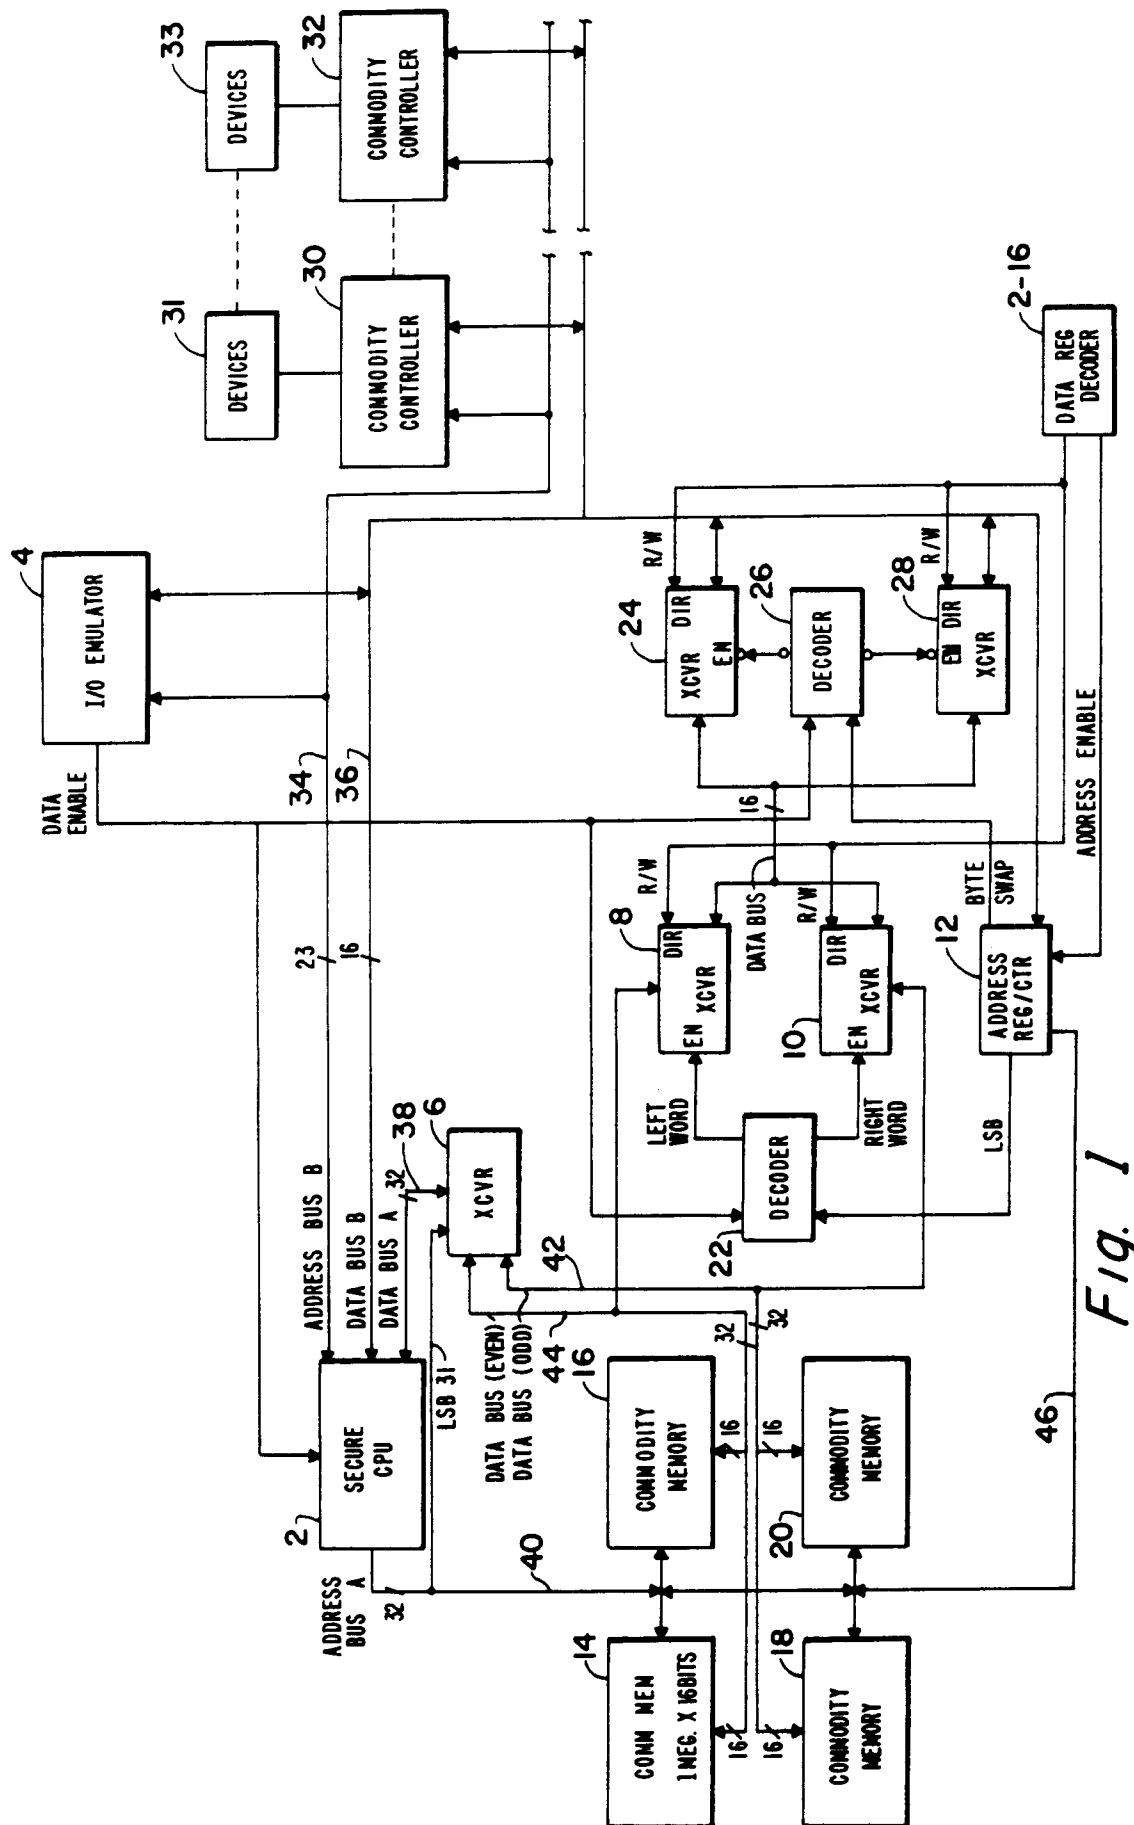 33
DEVICES
32
COMMODITY
CONTROLLER
31
DEVICES
30
COMMODITY
CONTROLLER
2-16
DATA REG
DECODER
4
I/O EMULATOR
DATA
ENABLE
34
36
23
16
R/W
24
DIR
XCVR
EN
26
DECODER
R/W
28
EN DIR
XCVR
16
DATA BUS
ADDRESS ENABLE
R/W
8
DIR
XCVR
EN
R/W
DIR
XCVR
EN
10
BYTE
SWAP
12
ADDRESS
REG/CTR
LSB
LEFT
WORD
RIGHT
WORD
DECODER
22
38
6
XCVR
32
ADDRESS BUS B
DATA BUS B
DATA BUS A
SECURE
CPU
2
LSB 31
DATA BUS (EVEN)
DATA BUS (ODD)
44
42
32
32
ADDRESS
BUS A
32
40
16
COMMODITY
MEMORY
16
16
COMMODITY
MEMORY
20
46
14
COMM MEM
1 MEG. X 16BITS
16
16
18
COMMODITY
MEMORY
Fig. 1